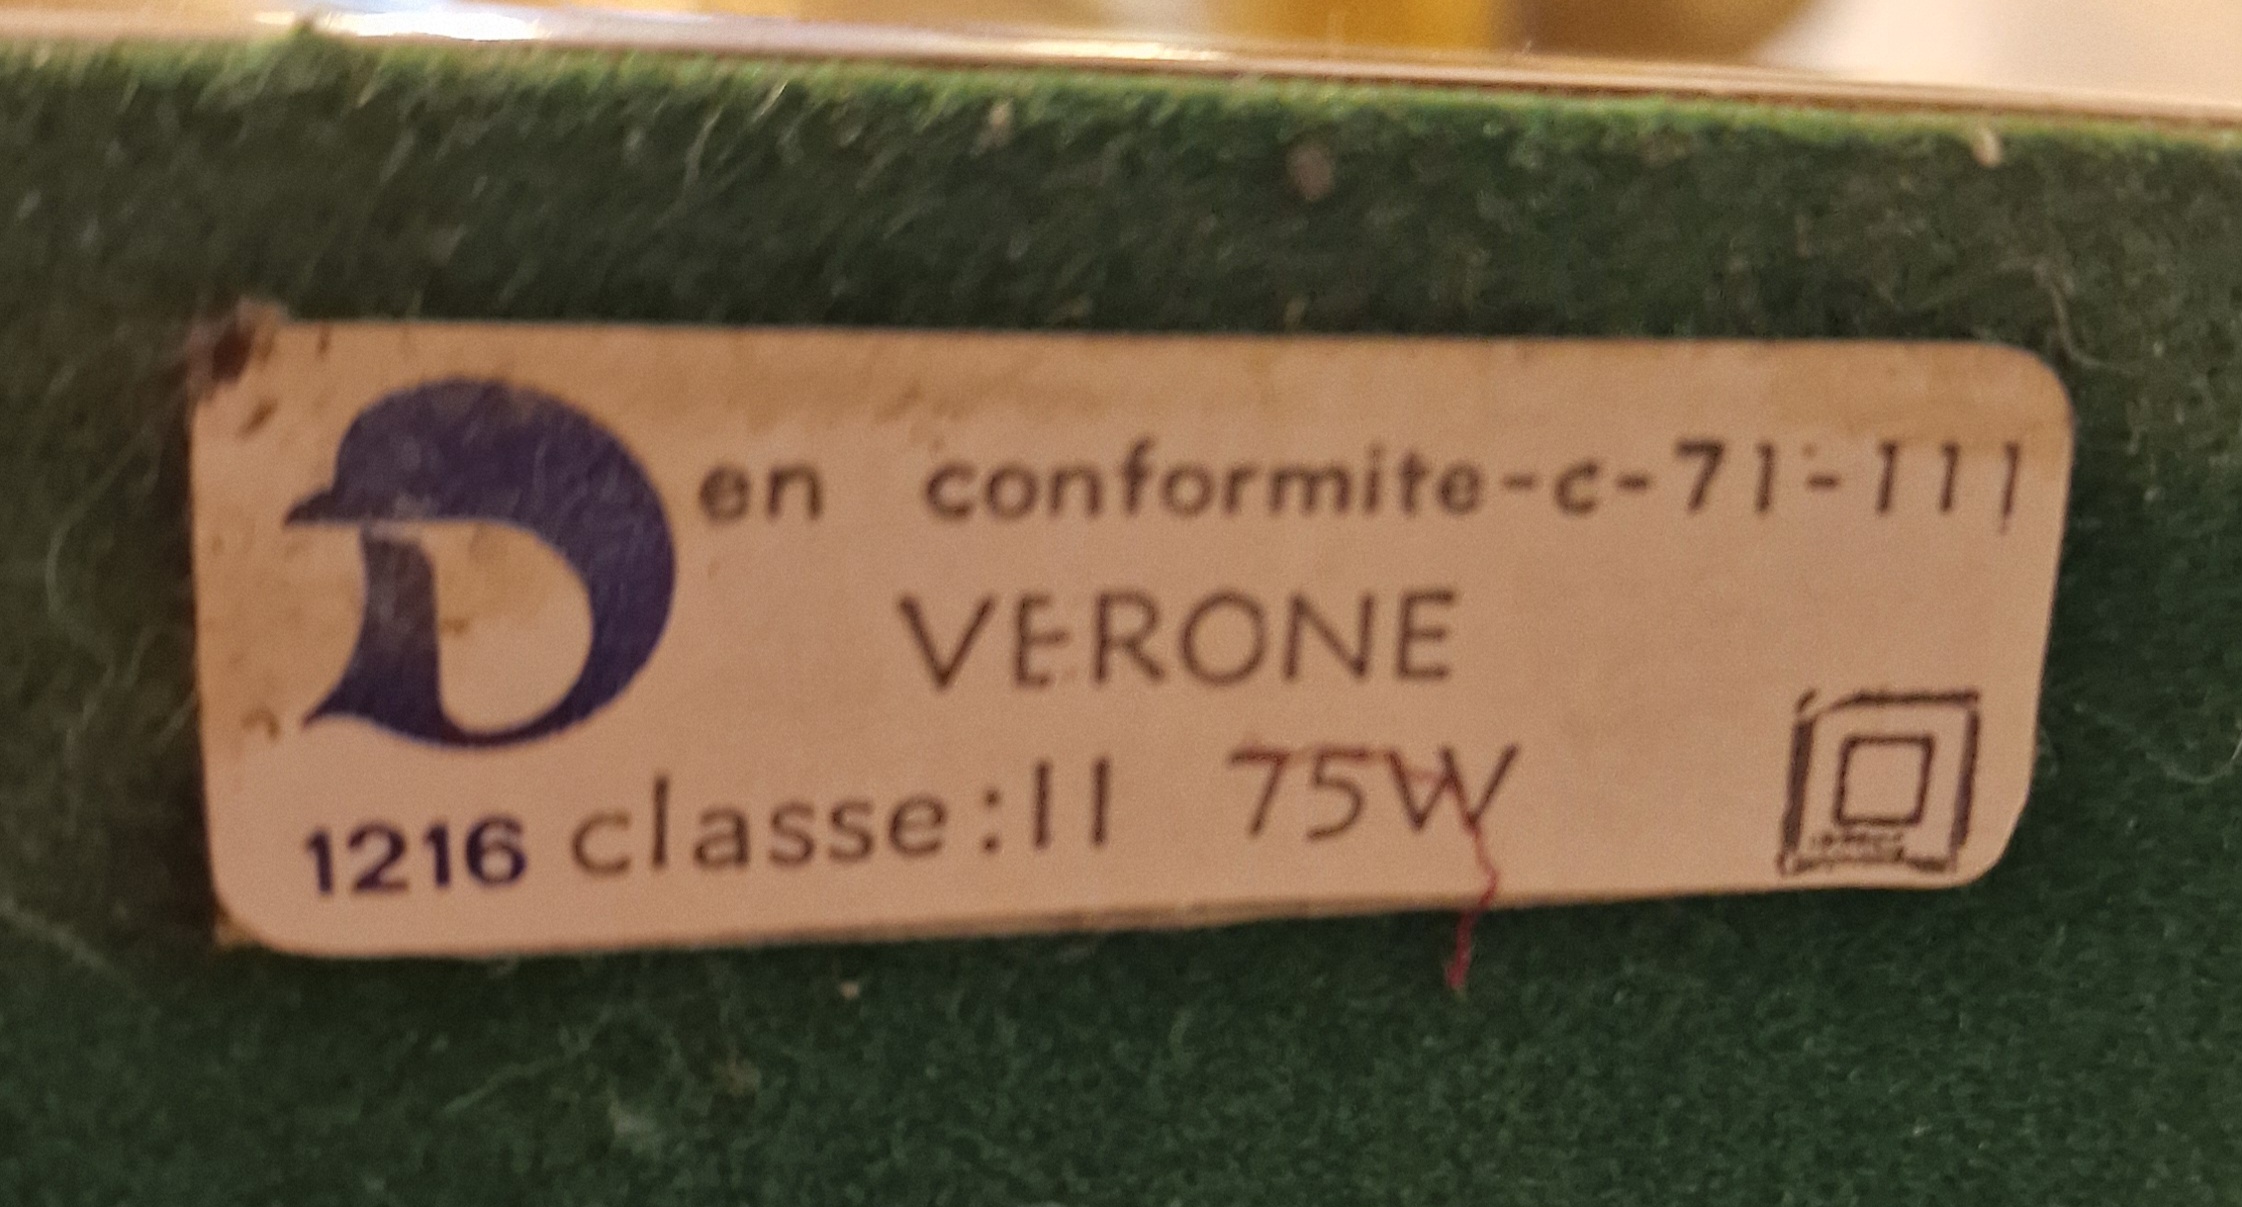 D
en conformite-c-71-111
VERONE
1216 classe:II 75W